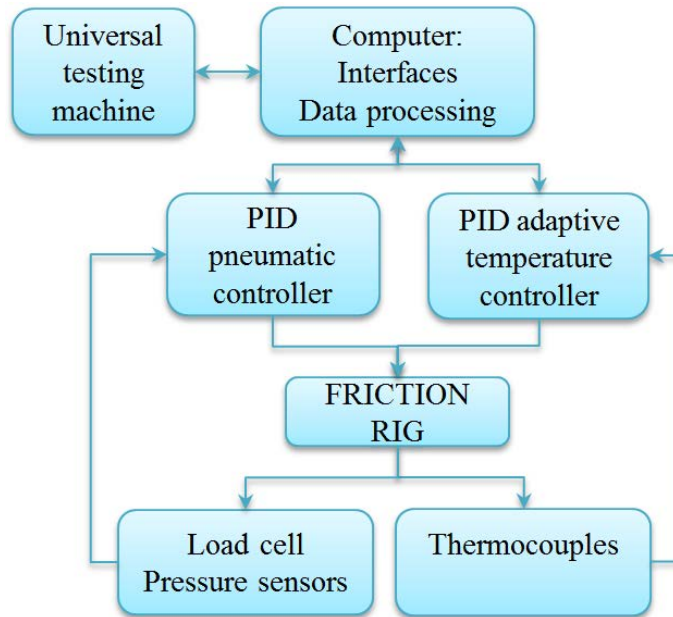 Universal
testing
machine
Computer:
Interfaces
Data processing
PID
pneumatic
controller
PID adaptive
temperature
controller
FRICTION
RIG
Load cell
Pressure sensors
Thermocouples